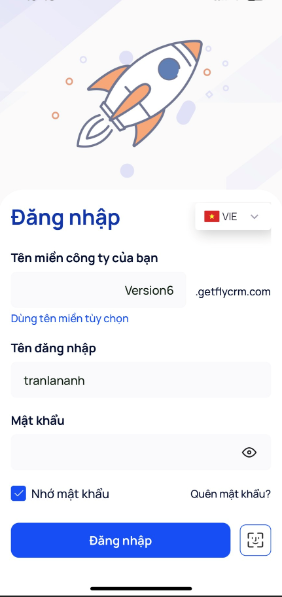 Đăng nhập
VIE
Tên miền công ty của bạn
Version6 .getflycrm.com
Dùng tên miền tùy chọn
Tên đăng nhập
tranlananh
Mật khẩu
Nhớ mật khẩu Quên mật khẩu?
Đăng nhập